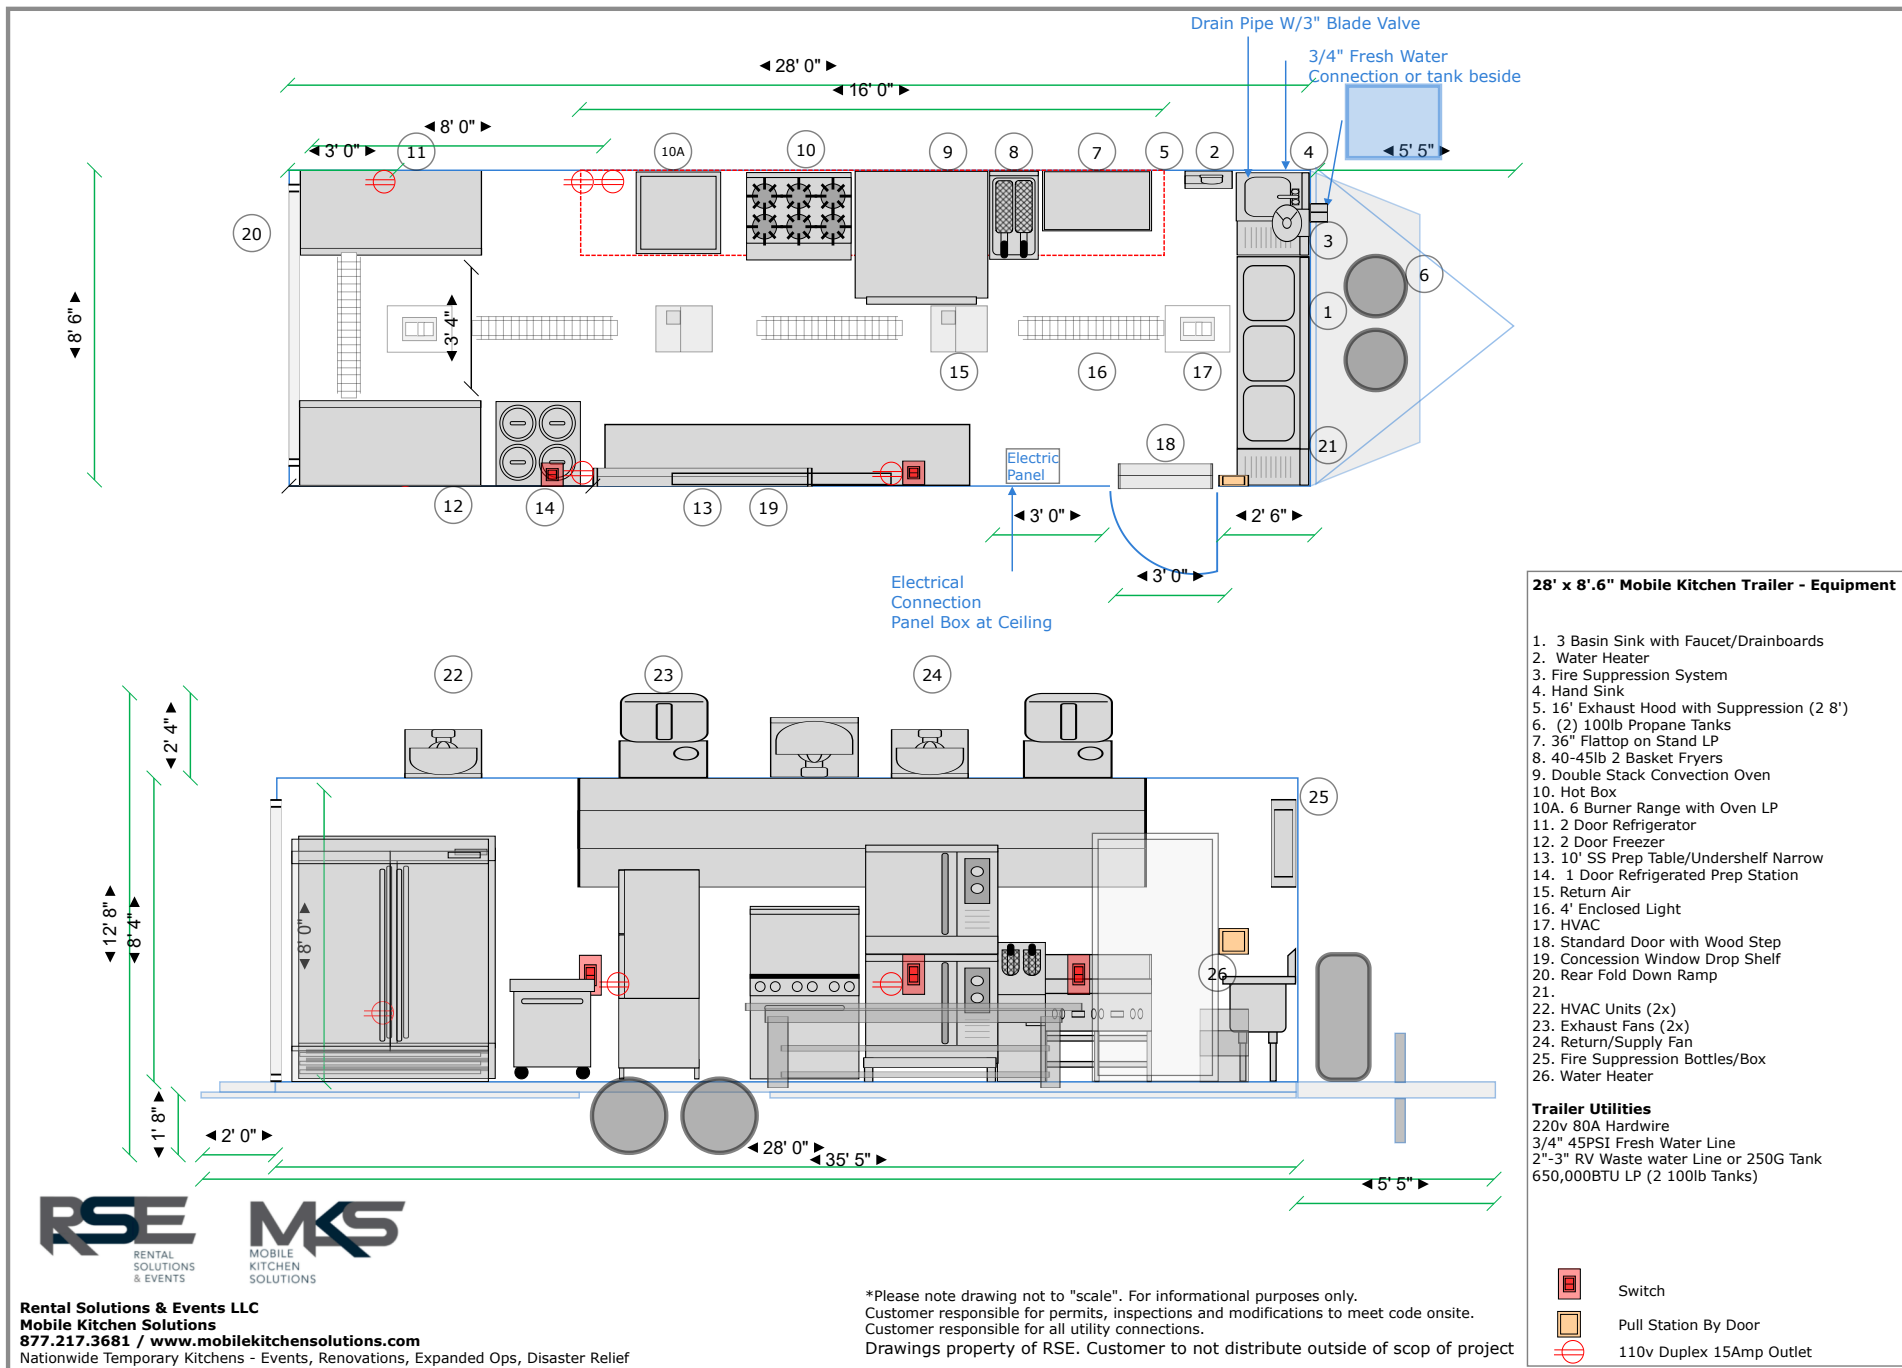 Drain Pipe W/3" Blade Valve
3/4" Fresh Water
Connection or tank beside
28' 0"
16' 0"
8' 0"
3' 0"
5' 5"
11
10A
10
9
8
7
5
2
4
20
3
6
1
8' 6"
3' 4"
15
16
17
18
21
Electric
Panel
12
14
13
19
3' 0"
2' 6"
3' 0"
Electrical
Connection
Panel Box at Ceiling
22
23
24
2' 4"
25
12' 8"
8' 4"
8' 0"
26
1' 8"
2' 0"
28' 0"
35' 5"
5' 5"
28' x 8'.6" Mobile Kitchen Trailer - Equipment
1. 3 Basin Sink with Faucet/Drainboards
2. Water Heater
3. Fire Suppression System
4. Hand Sink
5. 16' Exhaust Hood with Suppression (2 8')
6. (2) 100lb Propane Tanks
7. 36" Flattop on Stand LP
8. 40-45lb 2 Basket Fryers
9. Double Stack Convection Oven
10. Hot Box
10A. 6 Burner Range with Oven LP
11. 2 Door Refrigerator
12. 2 Door Freezer
13. 10' SS Prep Table/Undershelf Narrow
14. 1 Door Refrigerated Prep Station
15. Return Air
16. 4' Enclosed Light
17. HVAC
18. Standard Door with Wood Step
19. Concession Window Drop Shelf
20. Rear Fold Down Ramp
21.
22. HVAC Units (2x)
23. Exhaust Fans (2x)
24. Return/Supply Fan
25. Fire Suppression Bottles/Box
26. Water Heater
Trailer Utilities
220v 80A Hardwire
3/4" 45PSI Fresh Water Line
2"-3" RV Waste water Line or 250G Tank
650,000BTU LP (2 100lb Tanks)
Switch
Pull Station By Door
110v Duplex 15Amp Outlet
RSE
RENTAL
SOLUTIONS
& EVENTS
MKS
MOBILE
KITCHEN
SOLUTIONS
Rental Solutions & Events LLC
Mobile Kitchen Solutions
877.217.3681 / www.mobilekitchensolutions.com
Nationwide Temporary Kitchens - Events, Renovations, Expanded Ops, Disaster Relief
*Please note drawing not to "scale". For informational purposes only.
Customer responsible for permits, inspections and modifications to meet code onsite.
Customer responsible for all utility connections.
Drawings property of RSE. Customer to not distribute outside of scop of project